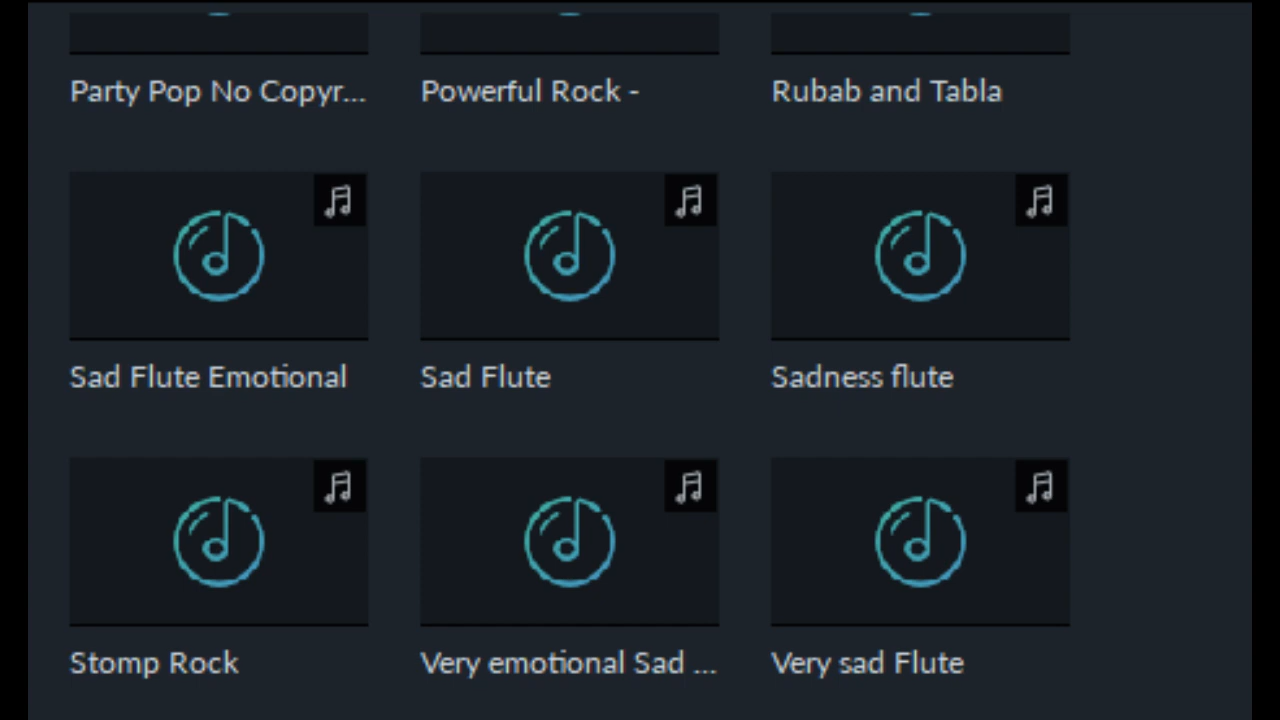 Party Pop No Copyr...
Powerful Rock -
Rubab and Tabla
Sad Flute Emotional
Sad Flute
Sadness flute
Stomp Rock
Very emotional Sad ...
Very sad Flute